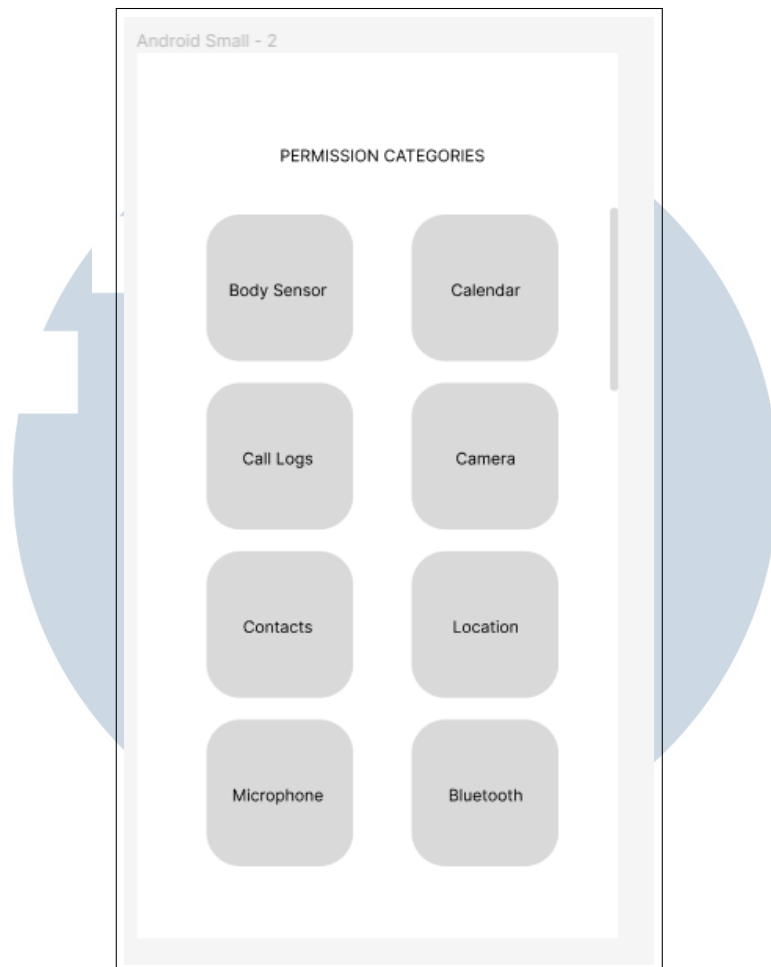 Android Small - 2
PERMISSION CATEGORIES
Body Sensor
Calendar
Call Logs
Camera
Contacts
Location
Microphone
Bluetooth